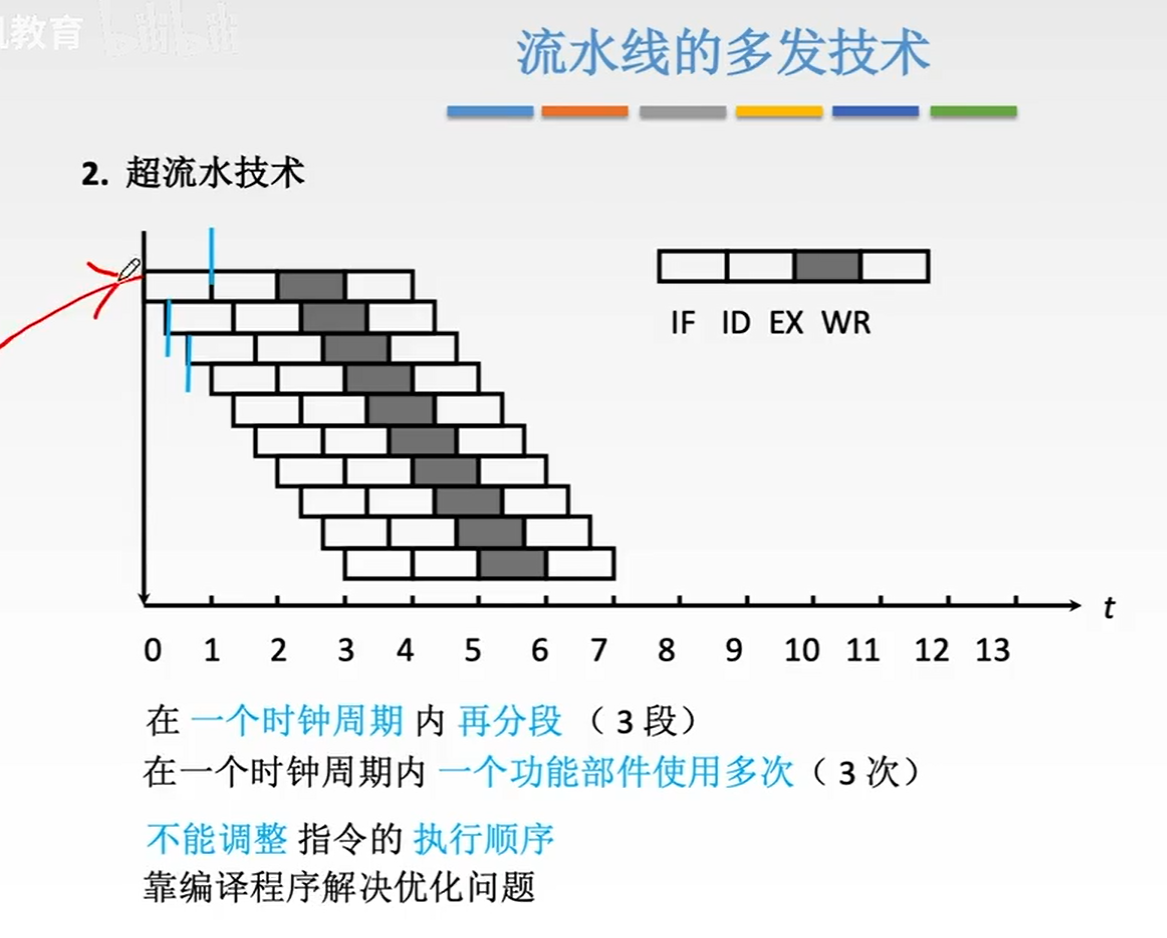 机教育 bilibili
流水线的多发技术
2. 超流水技术
IF ID EX WR
t
0 1 2 3 4 5 6 7 8 9 10 11 12 13
在 一个时钟周期 内 再分段 （ 3 段）
在一个时钟周期内 一个功能部件使用多次（ 3 次）
不能调整 指令的 执行顺序
靠编译程序解决优化问题